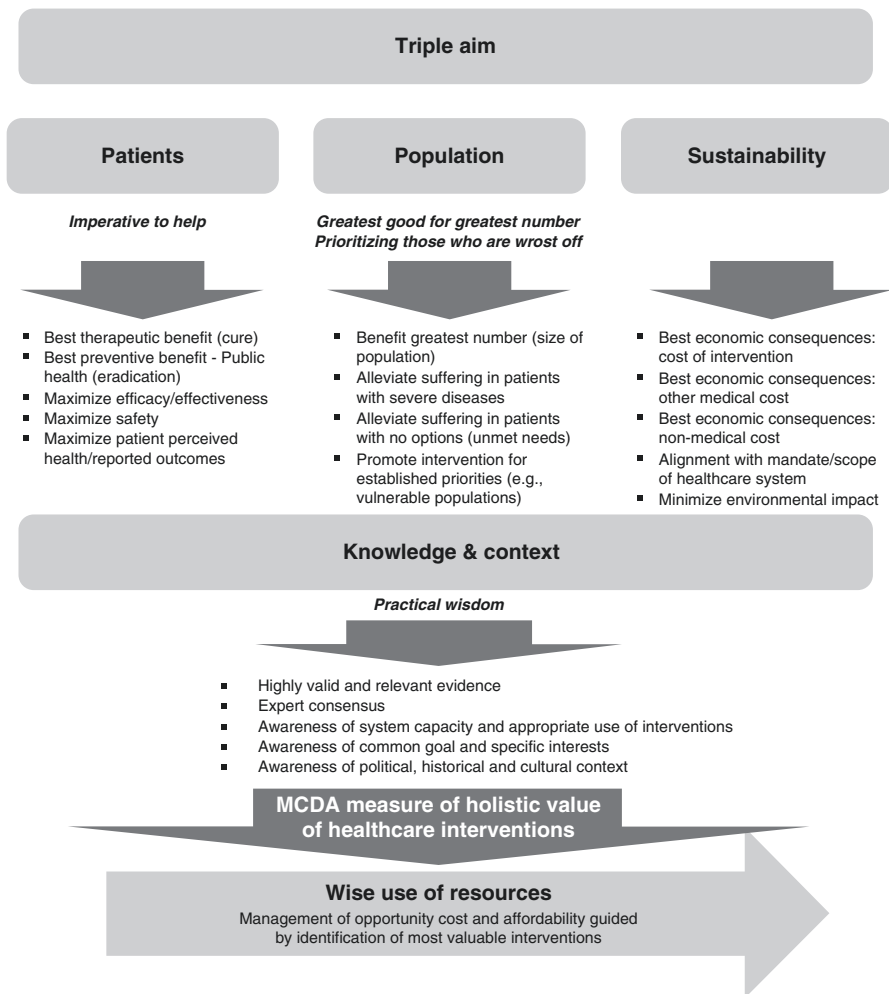 Triple aim
Patients
Imperative to help
▪ Best therapeutic benefit (cure)
▪ Best preventive benefit - Public
health (eradication)
▪ Maximize efficacy/effectiveness
▪ Maximize safety
▪ Maximize patient perceived
health/reported outcomes
Population
Greatest good for greatest number
Prioritizing those who are wrost off
▪ Benefit greatest number (size of
population)
▪ Alleviate suffering in patients
with severe diseases
▪ Alleviate suffering in patients
with no options (unmet needs)
▪ Promote intervention for
established priorities (e.g.,
vulnerable populations)
Sustainability
▪ Best economic consequences:
cost of intervention
▪ Best economic consequences:
other medical cost
▪ Best economic consequences:
non-medical cost
▪ Alignment with mandate/scope
of healthcare system
▪ Minimize environmental impact
Knowledge & context
Practical wisdom
▪ Highly valid and relevant evidence
▪ Expert consensus
▪ Awareness of system capacity and appropriate use of interventions
▪ Awareness of common goal and specific interests
▪ Awareness of political, historical and cultural context
MCDA measure of holistic value
of healthcare interventions
Wise use of resources
Management of opportunity cost and affordability guided
by identification of most valuable interventions